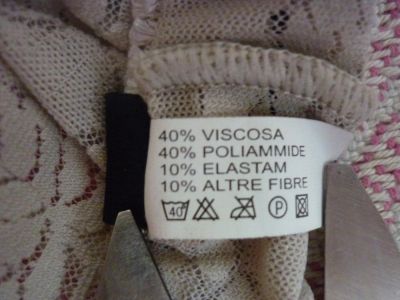 40% VISCOSA
40% POLIAMMIDE
10% ELASTAM
10% ALTRE FIBRE
40 P